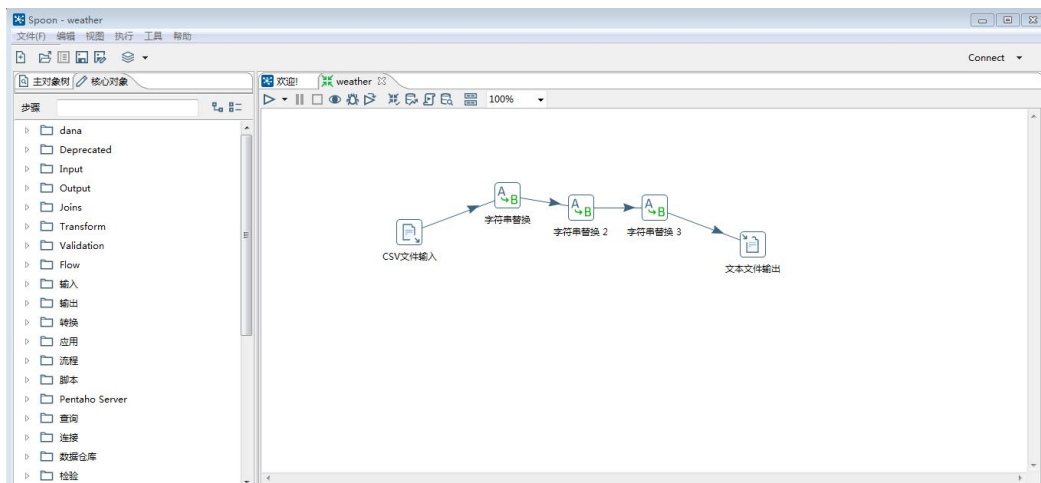 Spoon - weather
文件(F) 编辑 视图 执行 工具 帮助
Connect
主对象树 核心对象
欢迎! weather
步骤
100%
dana
Deprecated
Input
Output
Joins
Transform
Validation
Flow
输入
输出
转换
应用
流程
脚本
Pentaho Server
查询
连接
数据仓库
检验
A B
字符串替换
A B
字符串替换 2
A B
字符串替换 3
CSV文件输入
文本文件输出